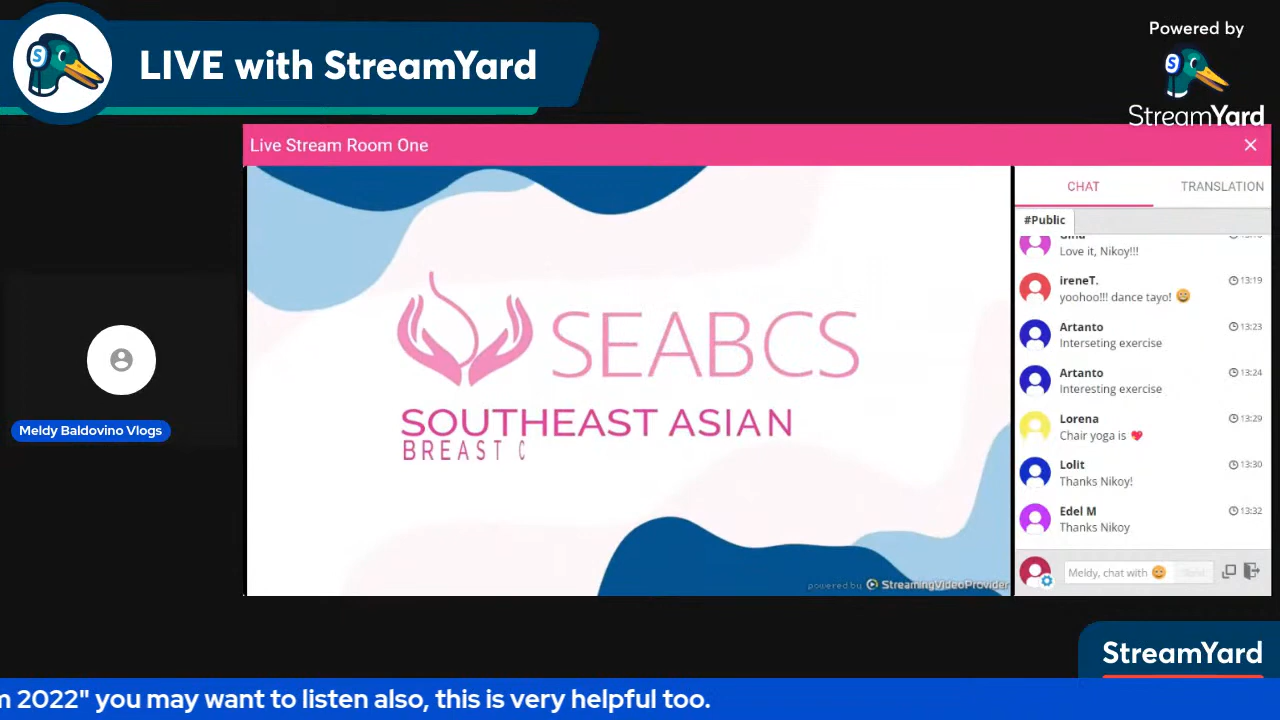 LIVE with StreamYard
Powered by
StreamYard
Live Stream Room One
CHAT
TRANSLATION
#Public
Love it, Nikoy!!!
ireneT.
13:19
yoohoo!!! dance tayo!
Artanto
13:23
Interseting exercise
Artanto
13:24
Interesting exercise
Lorena
13:29
Chair yoga is
Lolit
13:30
Thanks Nikoy!
Edel M
13:32
Thanks Nikoy
Meldy, chat with
SEABCS
SOUTHEAST ASIAN
BREAST C
powered by StreamingVideoProvider
Meldy Baldovino Vlogs
StreamYard
m 2022" you may want to listen also, this is very helpful too.